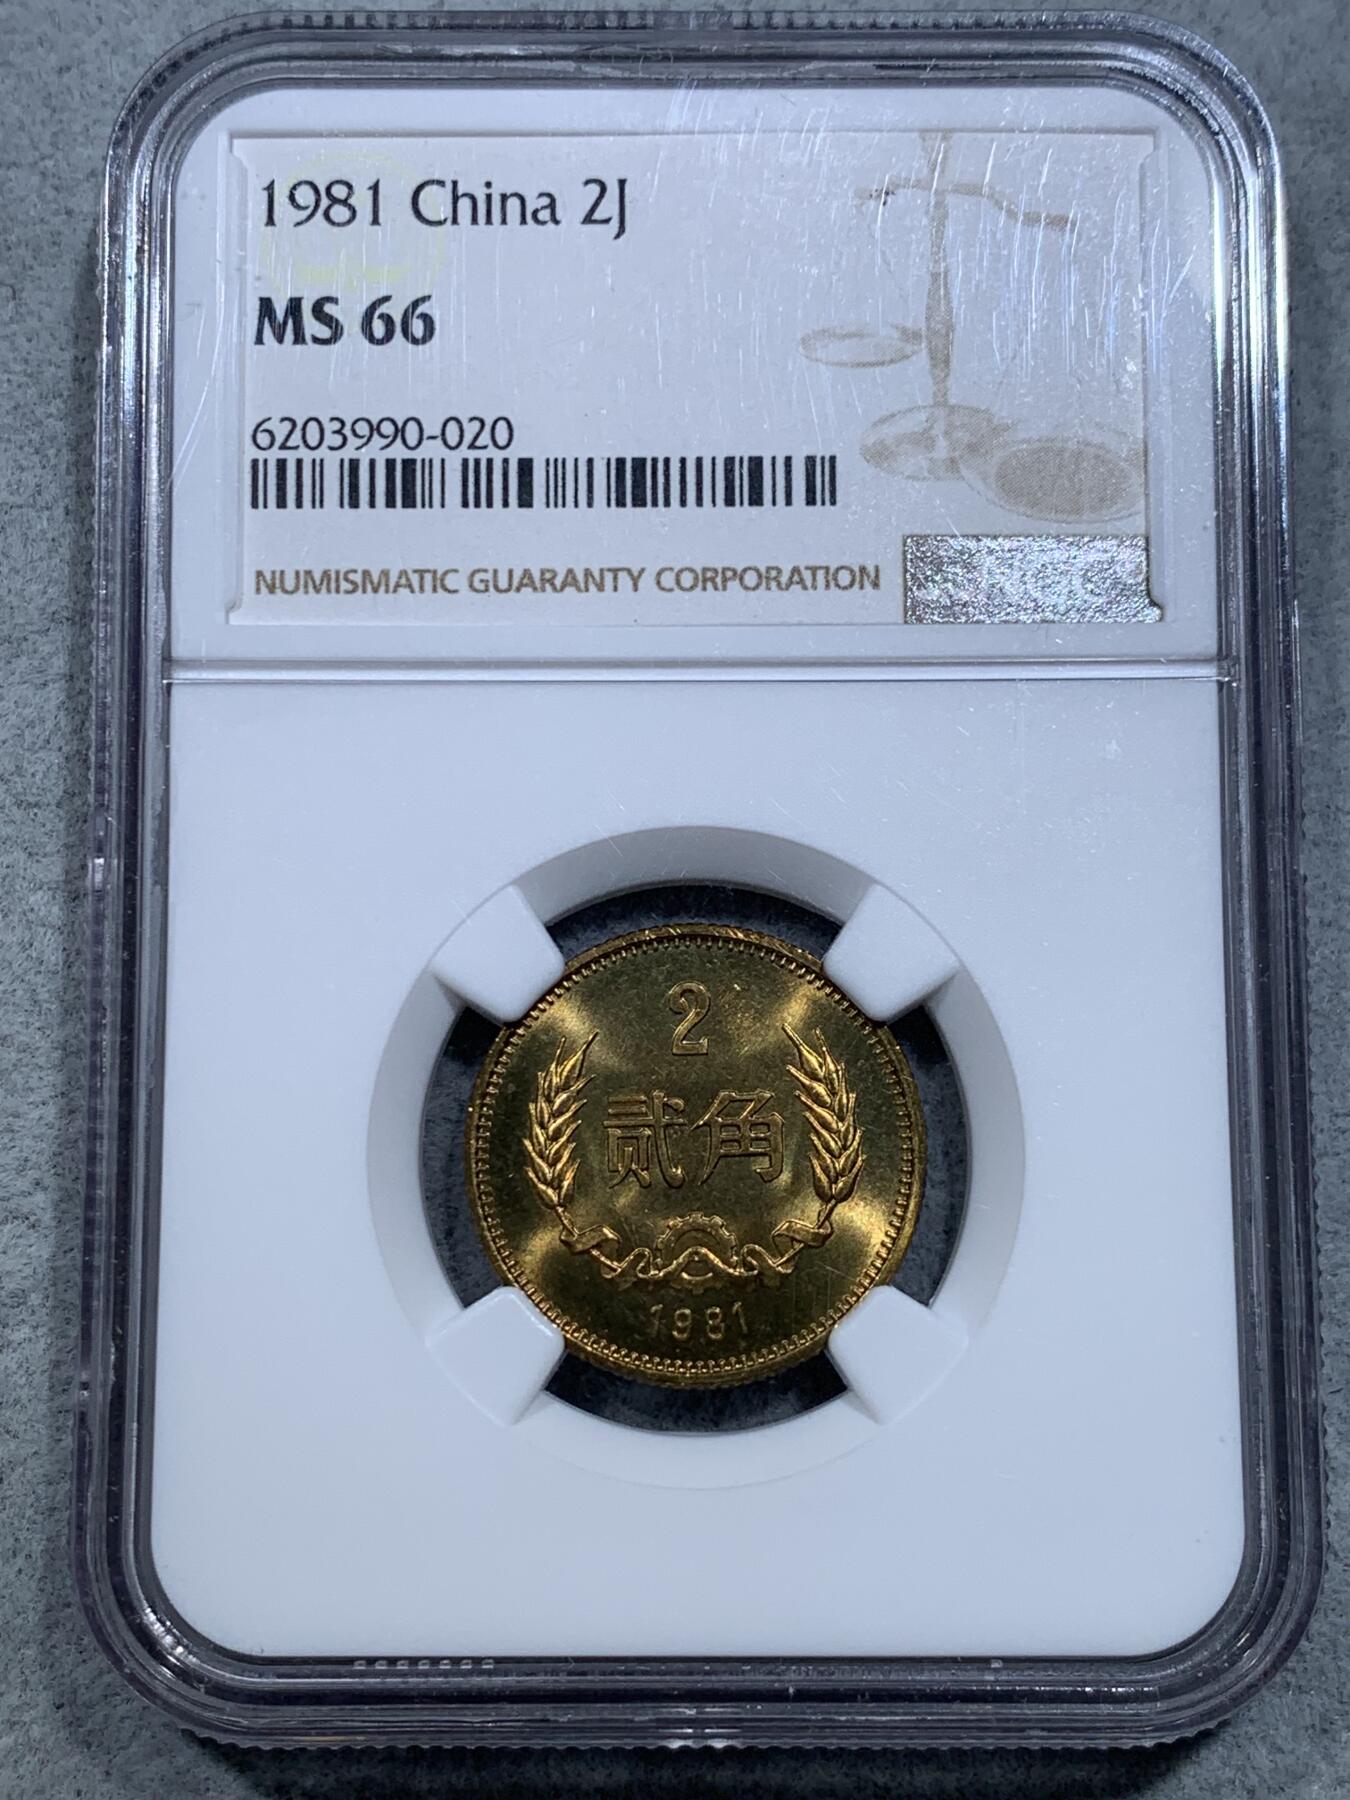 1981 China 2J
MS 66
6203990-020
NUMISMATIC GUARANTY CORPORATION
2
贰角
1981